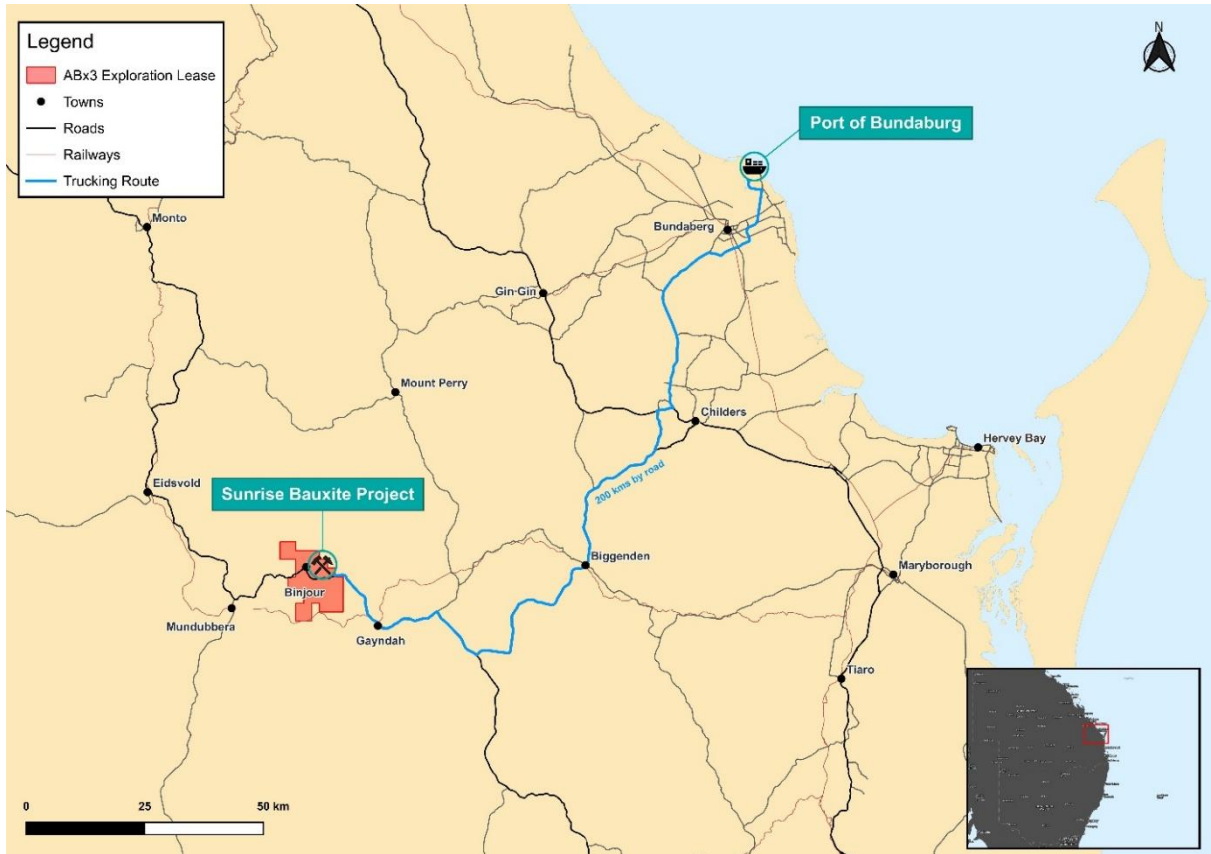 Legend
ABx3 Exploration Lease
Towns
Roads
Railways
Trucking Route
N
Port of Bundaburg
Monto
Bundaberg
Gin-Gin
Mount Perry
Childers
Hervey Bay
Eidsvold
200 kms by road
Sunrise Bauxite Project
Biggenden
Maryborough
Binjour
Mundubbera
Gayndah
Tiaro
0 25 50 km